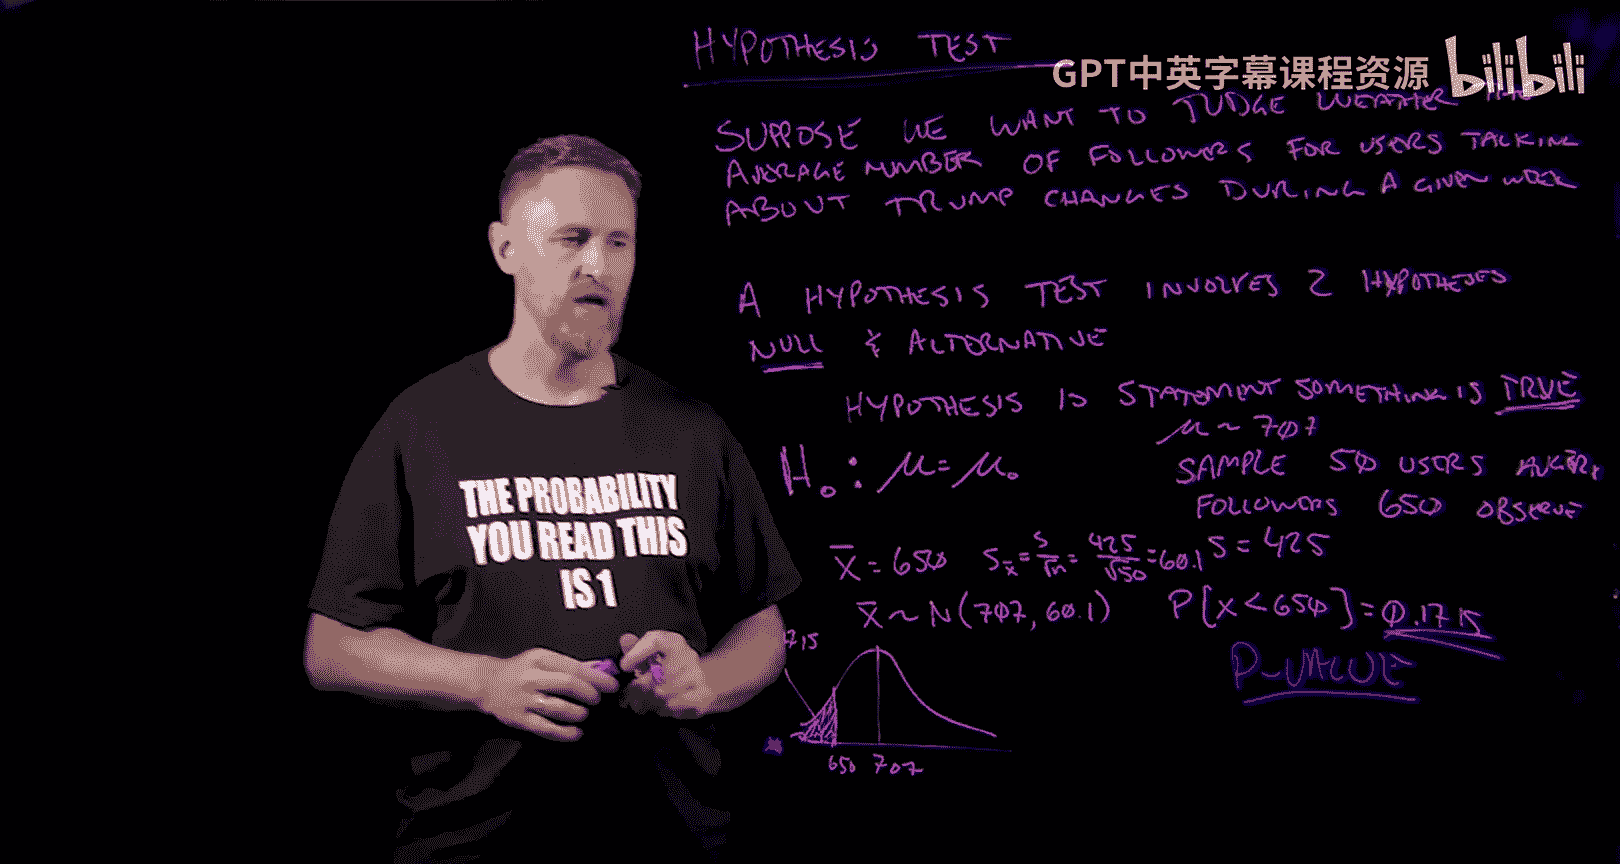 HYPOTHESIS TEST
GPT中英字幕课程资源 bilibili
SUPPOSE WE WANT TO JUDGE WEATHER
AVERAGE NUMBER OF FOLLOWERS FOR USERS TALKING
ABOUT TRUMP CHANGES DURING A GIVEN WEEK
A HYPOTHESIS TEST INVOLVES 2 HYPOTHESES
NULL & ALTERNATIVE
HYPOTHESIS IS STATEMENT SOMETHING IS TRUE
μ ~ 707
H₀ : μ = μ₀
SAMPLE 50 USERS
FOLLOWERS 650 OBSERVE
x̄ = 650 Sx̄ = S/√n = 425/√50 = 60.1 S = 425
x̄ ~ N(707, 60.1) P[x < 650] = 0.1715
P-VALUE
715
650 707
THE PROBABILITY
YOU READ THIS
IS 1